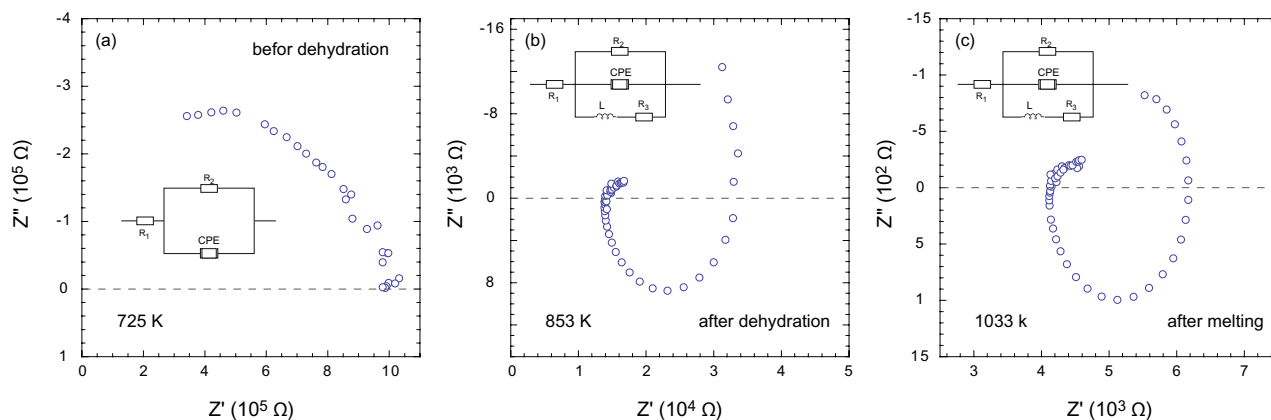 (a)
befor dehydration
Z" (10⁵ Ω)
-4
-3
-2
-1
0
1
R₂
R₁
CPE
725 K
0 2 4 6 8 10
Z' (10⁵ Ω)
(b)
Z" (10³ Ω)
-16
-8
0
8
R₂
CPE
R₁
L R₃
853 K
after dehydration
0 1 2 3 4 5
Z' (10⁴ Ω)
(c)
Z" (10² Ω)
-15
-10
-5
0
5
10
15
R₂
CPE
R₁
L R₃
1033 k
after melting
3 4 5 6 7
Z' (10³ Ω)